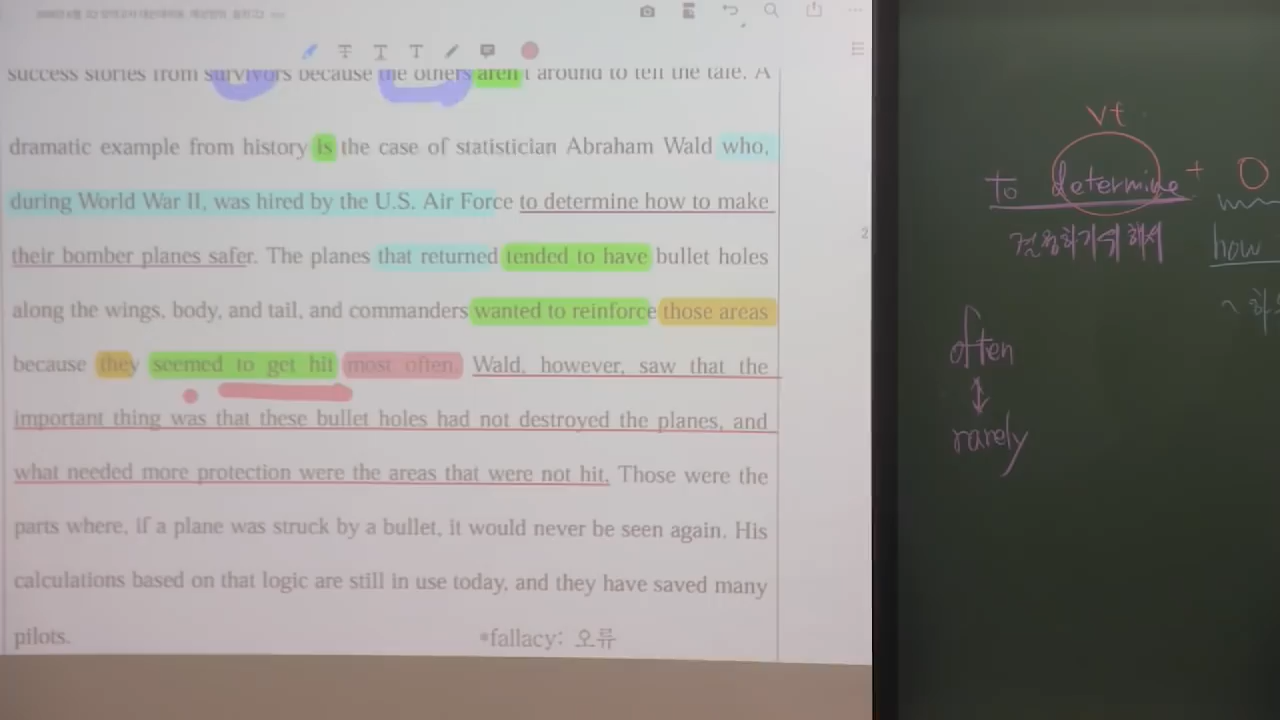 success stories from survivors because the others aren't around to tell the tale. A
dramatic example from history is the case of statistician Abraham Wald who,
during World War II, was hired by the U.S. Air Force to determine how to make
their bomber planes safer. The planes that returned tended to have bullet holes
along the wings, body, and tail, and commanders wanted to reinforce those areas
because they seemed to get hit most often. Wald, however, saw that the
important thing was that these bullet holes had not destroyed the planes, and
what needed more protection were the areas that were not hit. Those were the
parts where, if a plane was struck by a bullet, it would never be seen again. His
calculations based on that logic are still in use today, and they have saved many
pilots.
*fallacy: 오류
2
vt
to determine + O
결정하기 위해서
how
~하
often
↕
rarely